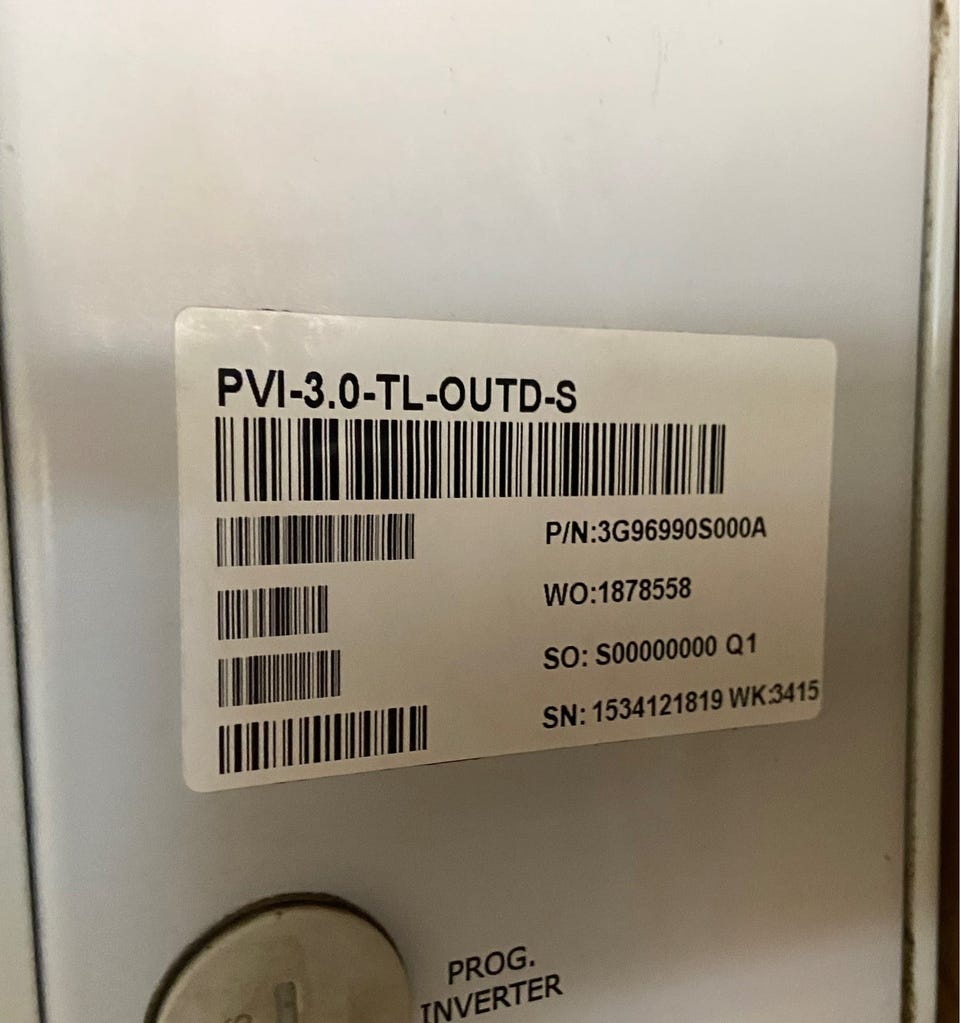 PVI-3.0-TL-OUTD-S
P/N:3G96990S000A
WO:1878558
SO: S00000000 Q1
SN: 1534121819 WK:3415
PROG.
INVERTER